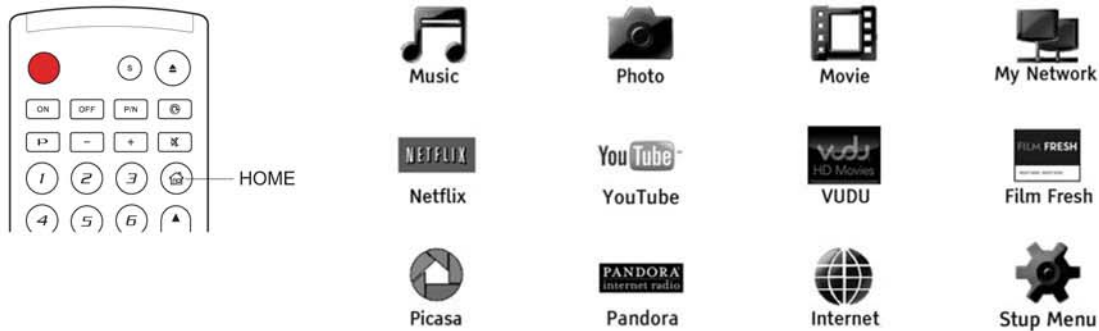 S
ON OFF P/N
P - +
1 2 3
HOME
4 5 6
Music Photo Movie My Network
NETFLIX
You Tube
vudu
HD Movies
FILM FRESH
Netflix YouTube VUDU Film Fresh
PANDORA
internet radio
Picasa Pandora Internet Stup Menu